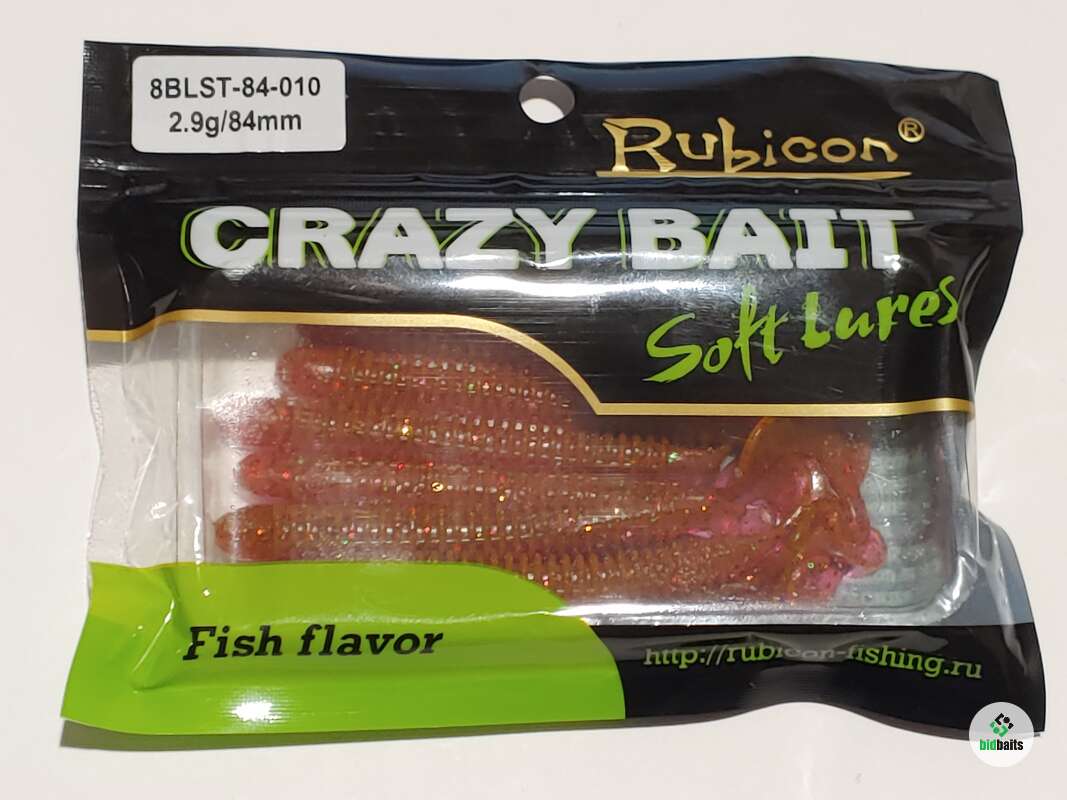 8BLST-84-010
2.9g/84mm
Rubicon®
CRAZY BAIT
Soft Lures
Fish flavor
http://rubicon-fishing.ru
bidbaits